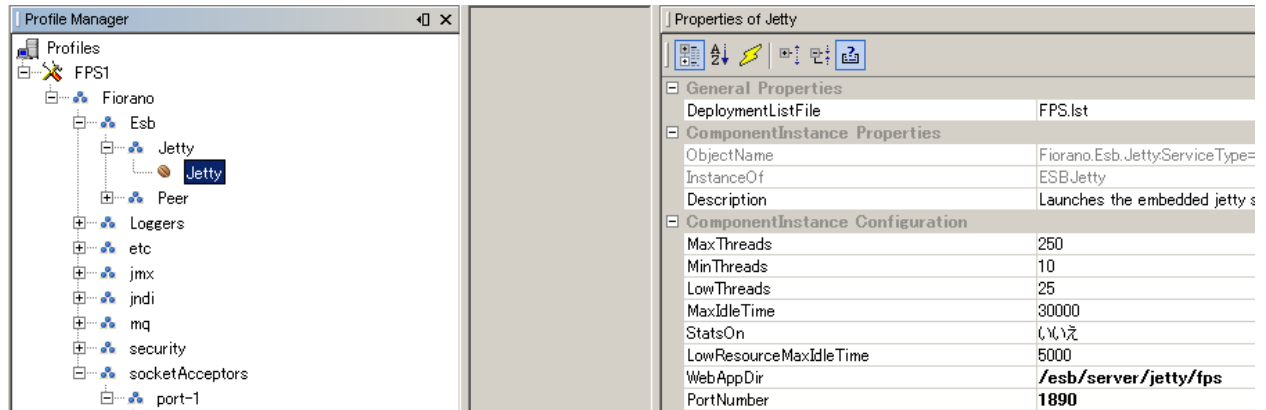 Profile Manager
Profiles
FPS1
Fiorano
Esb
Jetty
Jetty
Peer
Loggers
etc
jmx
jndi
mq
security
socketAcceptors
port-1
Properties of Jetty
General Properties
DeploymentListFile FPS.lst
ComponentInstance Properties
ObjectName Fiorano.Esb.Jetty:ServiceType=
InstanceOf ESBJetty
Description Launches the embedded jetty s
ComponentInstance Configuration
MaxThreads 250
MinThreads 10
LowThreads 25
MaxIdleTime 30000
StatsOn いいえ
LowResourceMaxIdleTime 5000
WebAppDir /esb/server/jetty/fps
PortNumber 1890